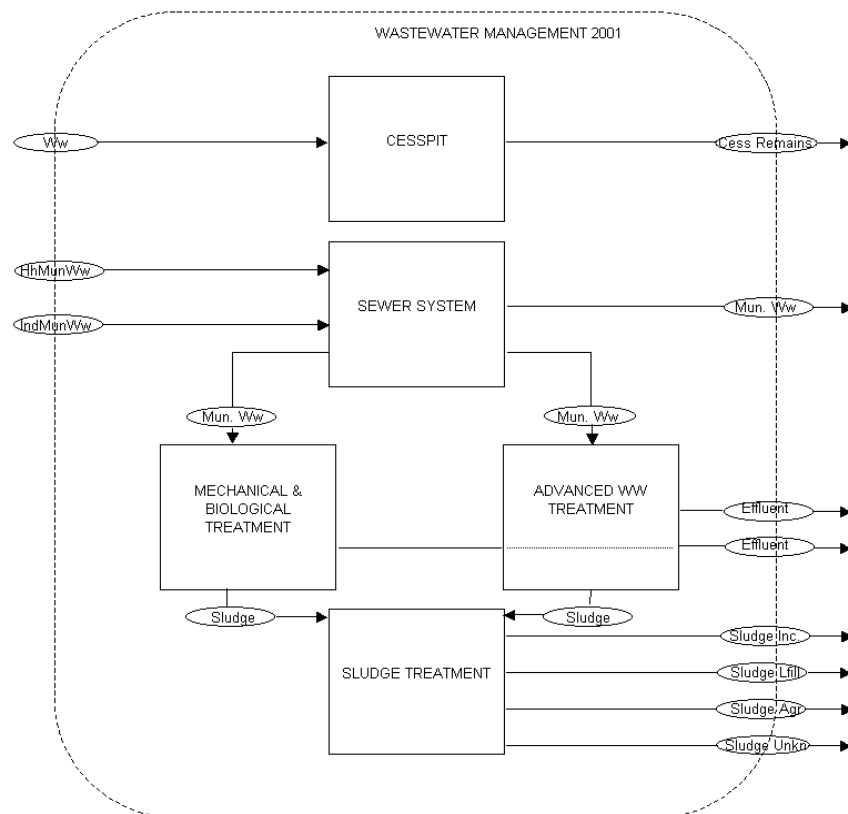 WASTEWATER MANAGEMENT 2001
CESSPIT
Ww
Cess Remains
HhMunWw
SEWER SYSTEM
Mun. Ww
IndMunWw
Mun. Ww
Mun. Ww
MECHANICAL &
BIOLOGICAL
TREATMENT
ADVANCED WW
TREATMENT
Effluent
Effluent
Sludge
Sludge
SLUDGE TREATMENT
Sludge Inc.
Sludge Lfill
Sludge Agr
Sludge Unkn